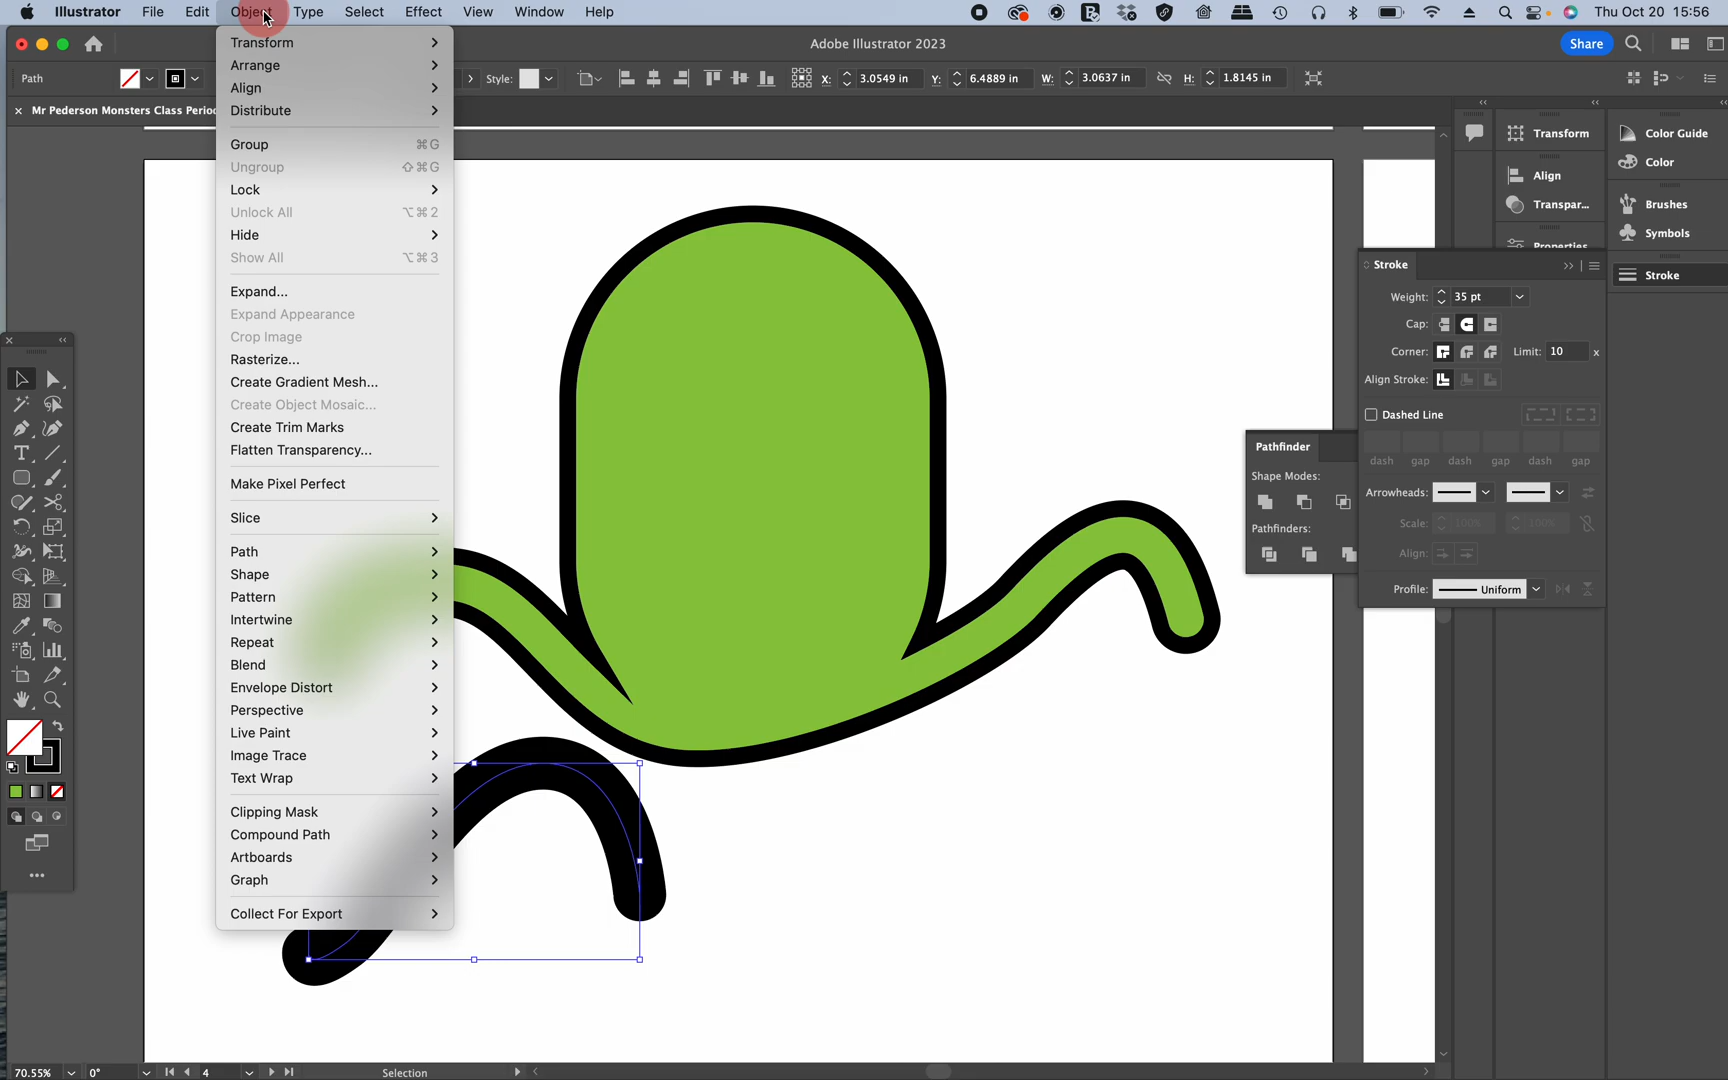 Illustrator File Edit Object Type Select Effect View Window Help Thu Oct 20 15:56
Adobe Illustrator 2023
Share
Path
Style:
X: 3.0549 in Y: 6.4889 in W: 3.0637 in H: 1.8145 in
× Mr Pederson Monsters Class Perio
Transform
Arrange
Align
Distribute
Group ⌘G
Ungroup ⇧⌘G
Lock
Unlock All ⌥⌘2
Hide
Show All ⌥⌘3
Expand...
Expand Appearance
Crop Image
Rasterize...
Create Gradient Mesh...
Create Object Mosaic...
Create Trim Marks
Flatten Transparency...
Make Pixel Perfect
Slice
Path
Shape
Pattern
Intertwine
Repeat
Blend
Envelope Distort
Perspective
Live Paint
Image Trace
Text Wrap
Clipping Mask
Compound Path
Artboards
Graph
Collect For Export
Transform
Align
Transpar...
Properties
Color Guide
Color
Brushes
Symbols
Stroke
Stroke
Weight: 35 pt
Cap:
Corner: Limit: 10 x
Align Stroke:
Dashed Line
dash gap dash gap dash gap
Arrowheads:
Scale: 100% 100%
Align:
Profile: Uniform
Pathfinder
Shape Modes:
Pathfinders:
70.55% 0° 4 Selection